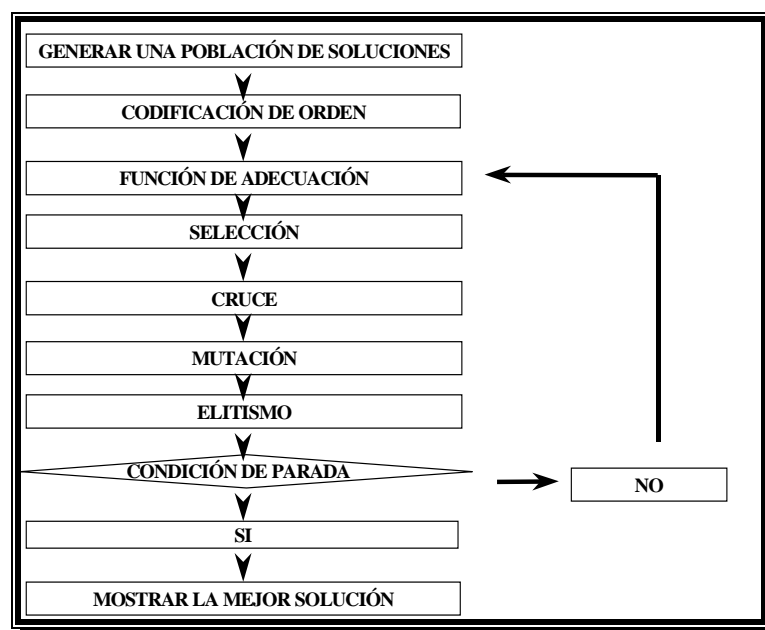 GENERAR UNA POBLACIÓN DE SOLUCIONES
CODIFICACIÓN DE ORDEN
FUNCIÓN DE ADECUACIÓN
SELECCIÓN
CRUCE
MUTACIÓN
ELITISMO
CONDICIÓN DE PARADA
NO
SI
MOSTRAR LA MEJOR SOLUCIÓN